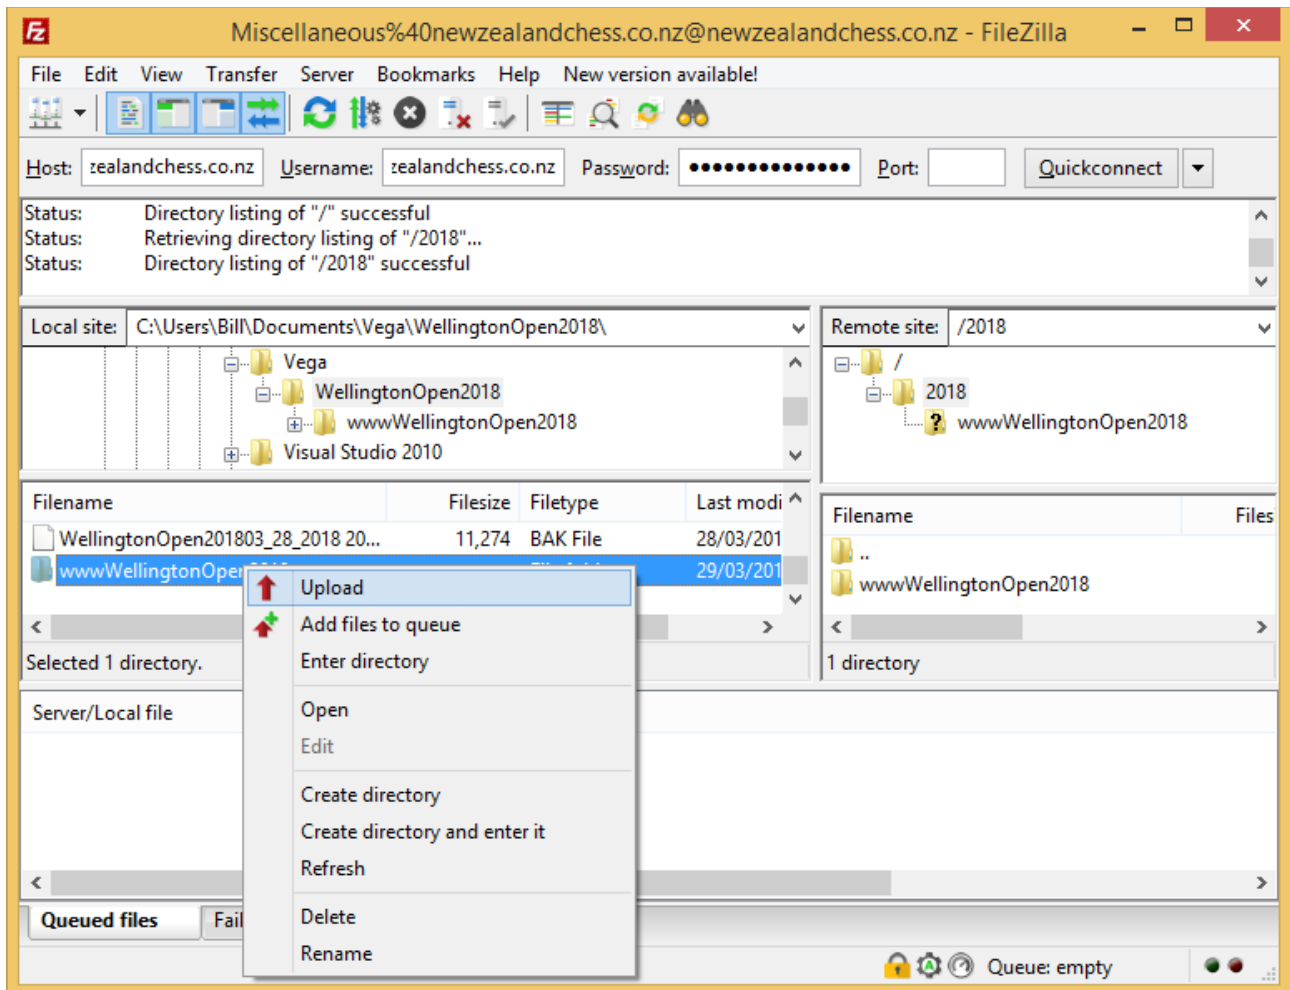 Fz
Miscellaneous%40newzealandchess.co.nz@newzealandchess.co.nz - FileZilla
File Edit View Transfer Server Bookmarks Help New version available!
Host: zealandchess.co.nz Username: zealandchess.co.nz Password: ●●●●●●●●●●●●●● Port: Quickconnect
Status: Directory listing of "/" successful
Status: Retrieving directory listing of "/2018"...
Status: Directory listing of "/2018" successful
Local site: C:\Users\Bill\Documents\Vega\WellingtonOpen2018\
Vega
WellingtonOpen2018
wwwWellingtonOpen2018
Visual Studio 2010
Remote site: /2018
/
2018
? wwwWellingtonOpen2018
Filename Filesize Filetype Last modi
WellingtonOpen201803_28_2018 20... 11,274 BAK File 28/03/201
wwwWellingtonOpen 29/03/201
Selected 1 directory.
Filename Files
..
wwwWellingtonOpen2018
1 directory
Upload
Add files to queue
Enter directory
Open
Edit
Create directory
Create directory and enter it
Refresh
Delete
Rename
Server/Local file
Queued files Fail
Queue: empty